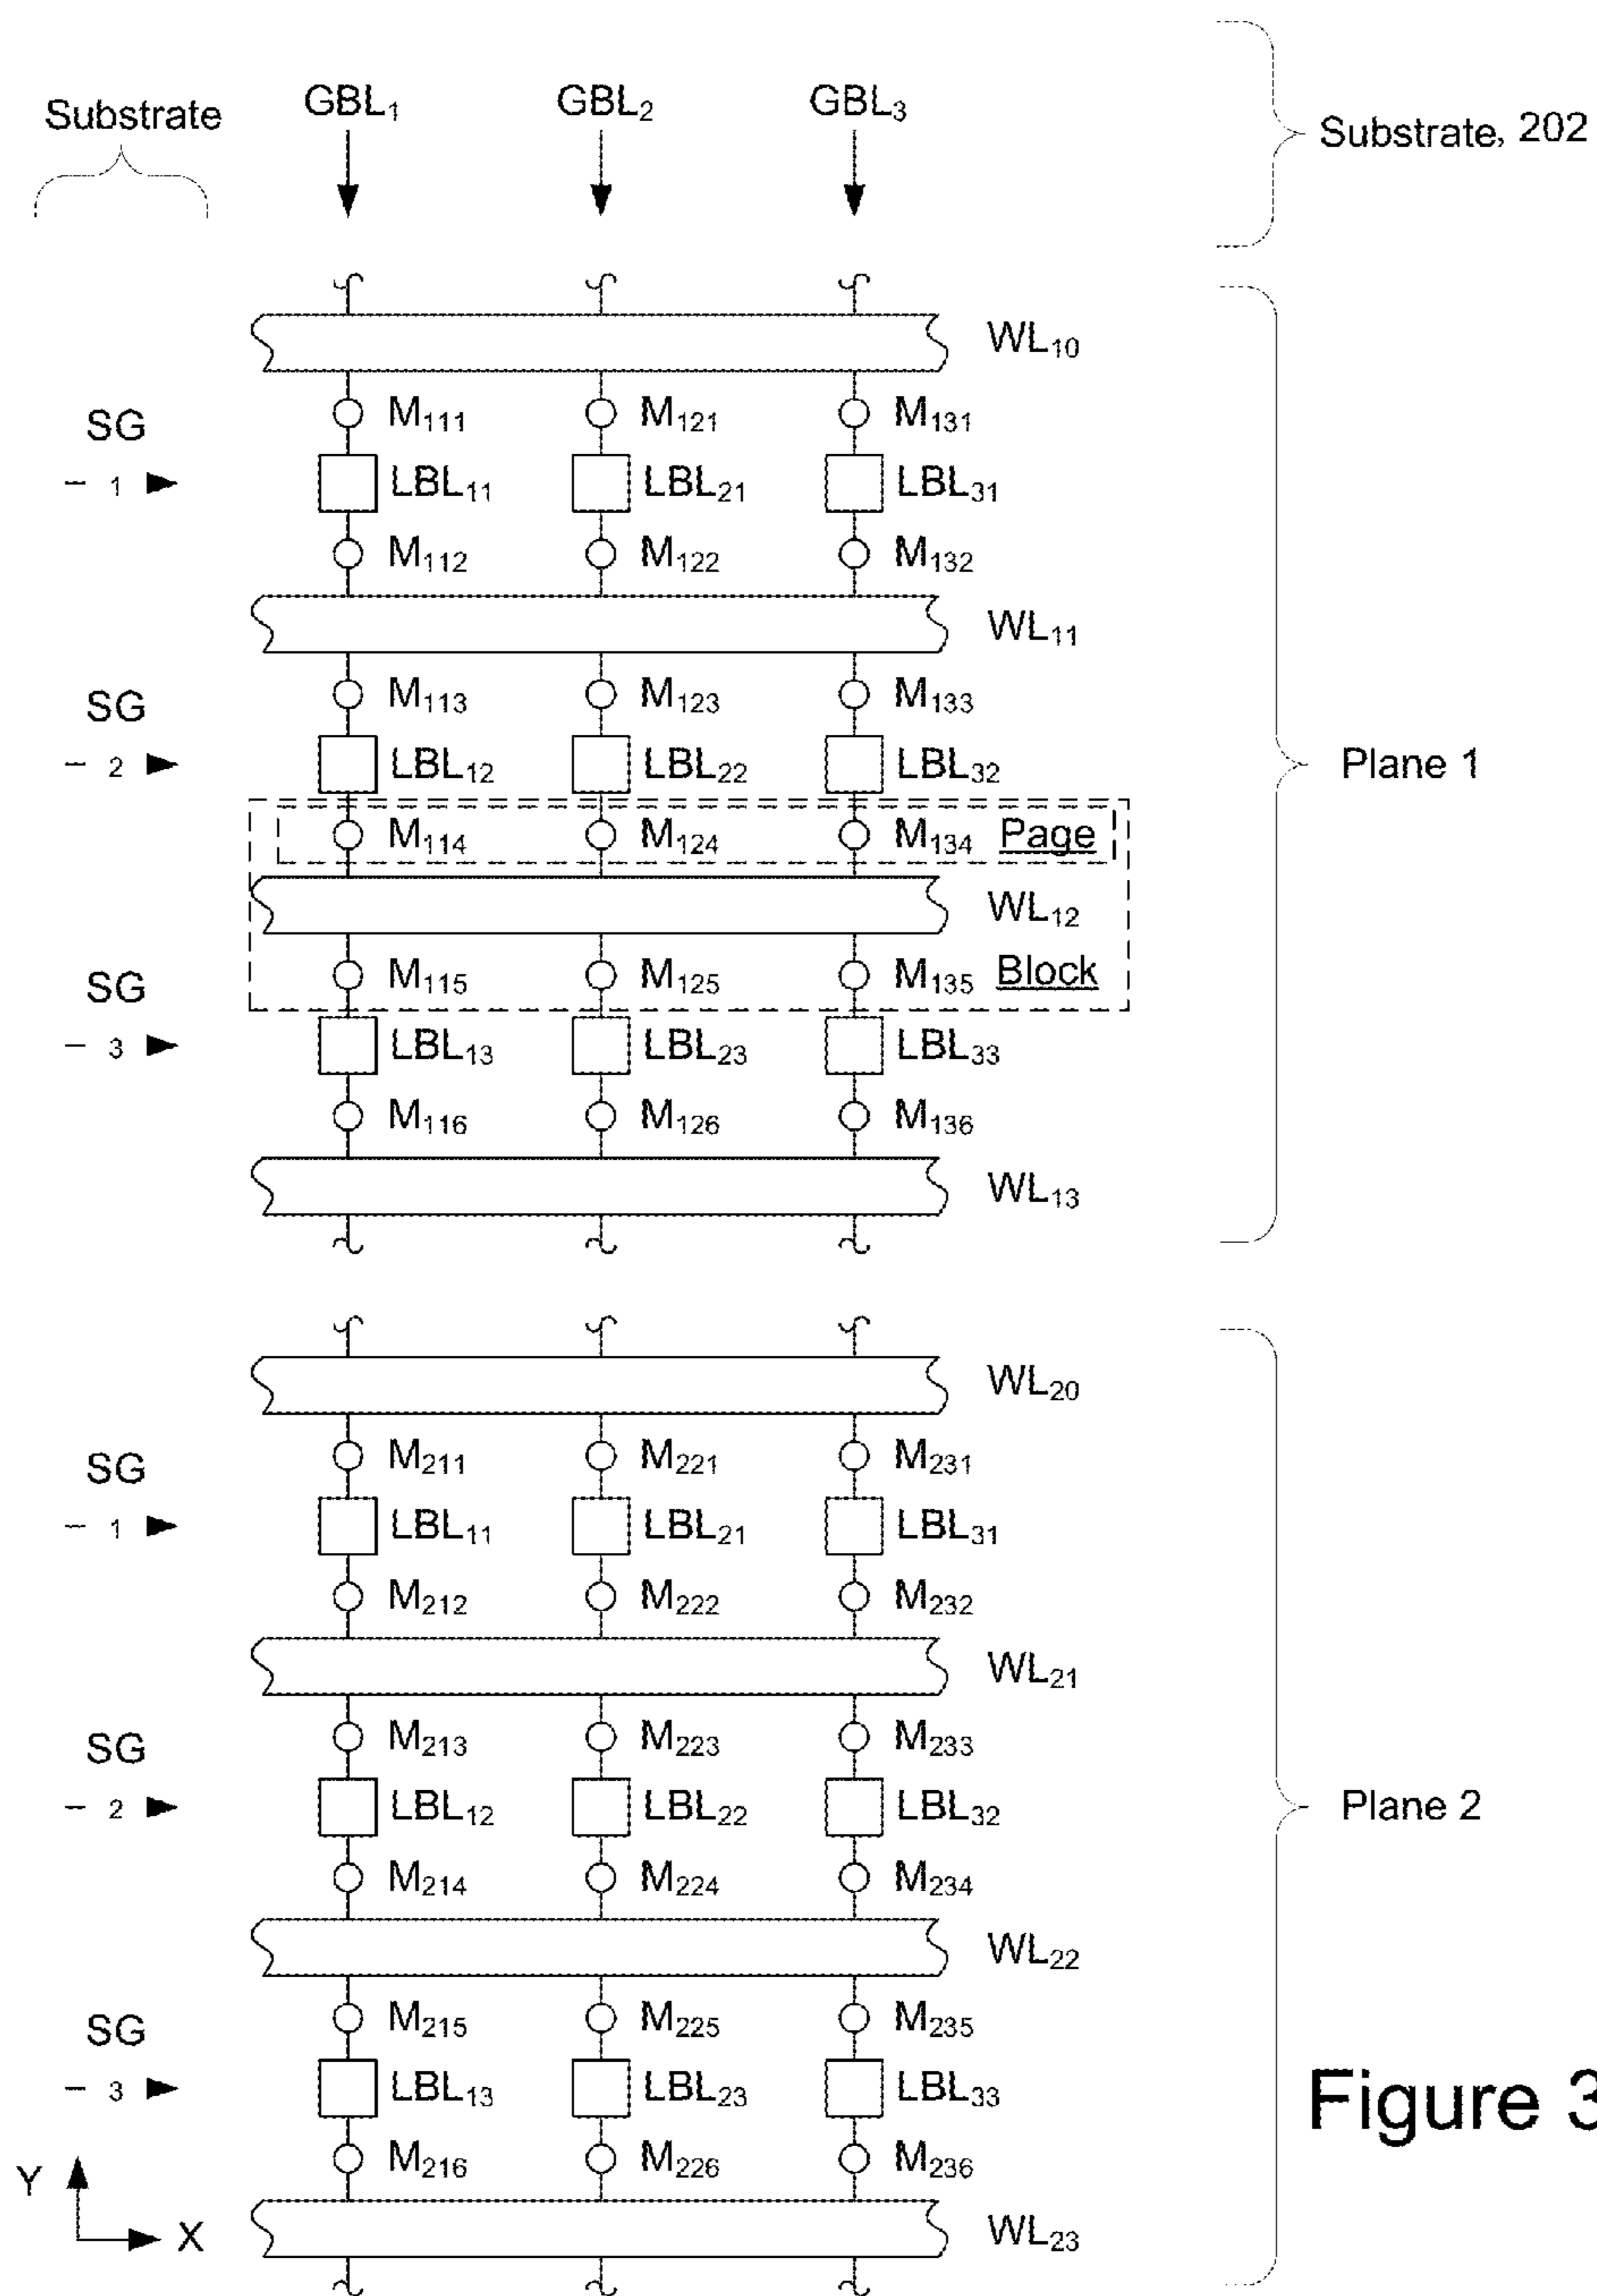 Substrate GBL₁ GBL₂ GBL₃ Substrate, 202
WL₁₀
SG M₁₁₁ M₁₂₁ M₁₃₁
1 LBL₁₁ LBL₂₁ LBL₃₁
M₁₁₂ M₁₂₂ M₁₃₂
WL₁₁
SG M₁₁₃ M₁₂₃ M₁₃₃
2 LBL₁₂ LBL₂₂ LBL₃₂ Plane 1
M₁₁₄ M₁₂₄ M₁₃₄ Page
WL₁₂
SG M₁₁₅ M₁₂₅ M₁₃₅ Block
3 LBL₁₃ LBL₂₃ LBL₃₃
M₁₁₆ M₁₂₆ M₁₃₆
WL₁₃
WL₂₀
SG M₂₁₁ M₂₂₁ M₂₃₁
1 LBL₁₁ LBL₂₁ LBL₃₁
M₂₁₂ M₂₂₂ M₂₃₂
WL₂₁
SG M₂₁₃ M₂₂₃ M₂₃₃
2 LBL₁₂ LBL₂₂ LBL₃₂ Plane 2
M₂₁₄ M₂₂₄ M₂₃₄
WL₂₂
SG M₂₁₅ M₂₂₅ M₂₃₅
3 LBL₁₃ LBL₂₃ LBL₃₃ Figure 3
M₂₁₆ M₂₂₆ M₂₃₆
Y
X WL₂₃